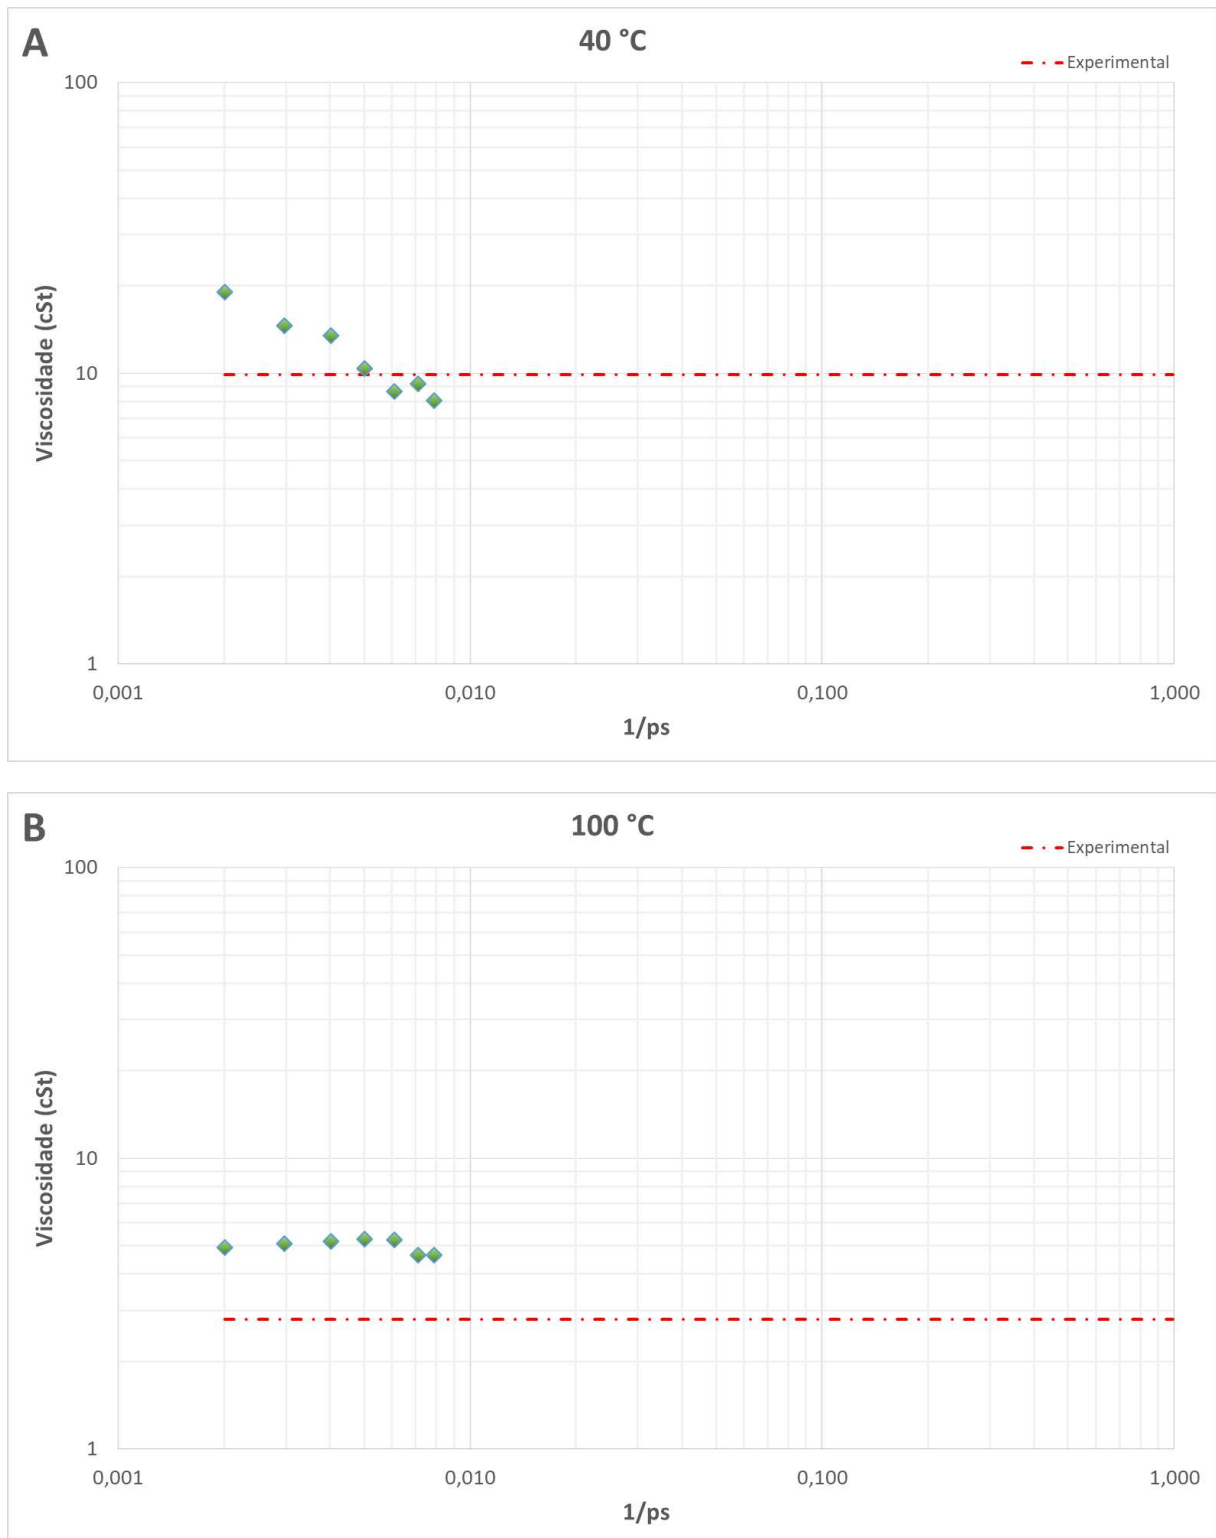 A
40 °C
Experimental
100
10
1
Viscosidade (cSt)
0,001
0,010
0,100
1,000
1/ps
B
100 °C
Experimental
100
10
1
Viscosidade (cSt)
0,001
0,010
0,100
1,000
1/ps